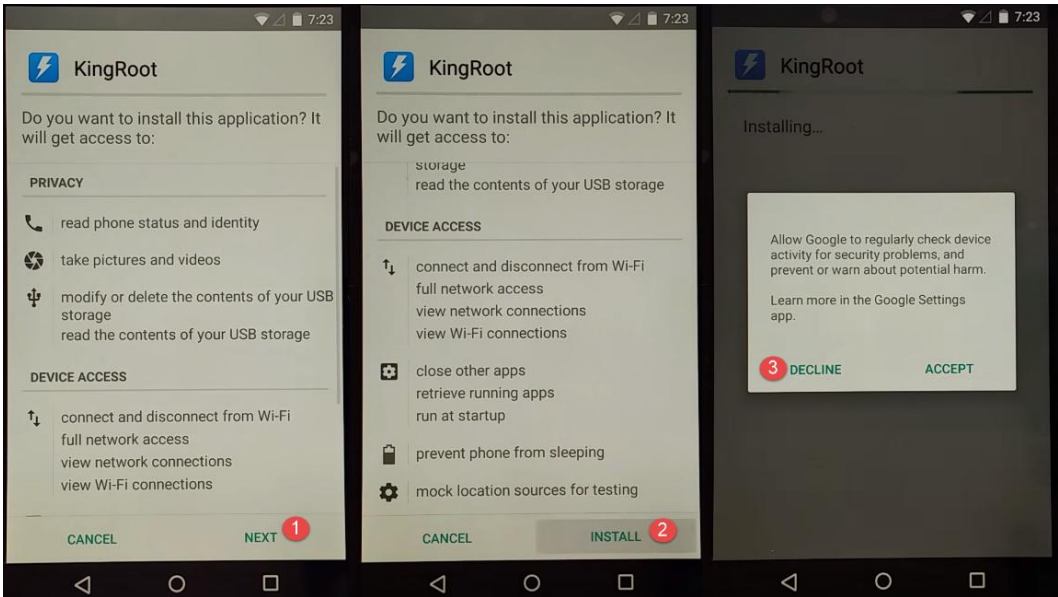 7:23
KingRoot
Do you want to install this application? It
will get access to:
PRIVACY
read phone status and identity
take pictures and videos
modify or delete the contents of your USB
storage
read the contents of your USB storage
DEVICE ACCESS
connect and disconnect from Wi-Fi
full network access
view network connections
view Wi-Fi connections
CANCEL
NEXT 1
7:23
KingRoot
Do you want to install this application? It
will get access to:
storage
read the contents of your USB storage
DEVICE ACCESS
connect and disconnect from Wi-Fi
full network access
view network connections
view Wi-Fi connections
close other apps
retrieve running apps
run at startup
prevent phone from sleeping
mock location sources for testing
CANCEL
INSTALL 2
7:23
KingRoot
Installing...
Allow Google to regularly check device
activity for security problems, and
prevent or warn about potential harm.
Learn more in the Google Settings
app.
3 DECLINE
ACCEPT